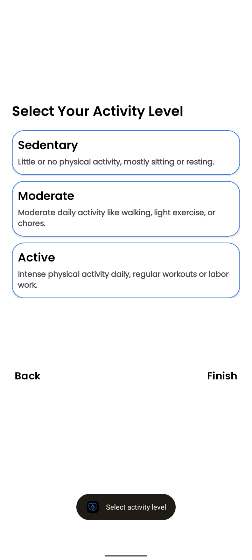 Select Your Activity Level
Sedentary
Little or no physical activity, mostly sitting or resting.
Moderate
Moderate daily activity like walking, light exercise, or
chores.
Active
Intense physical activity daily, regular workouts or labor
work.
Back
Finish
Select activity level